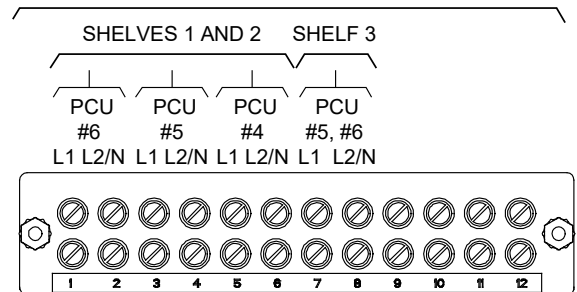 SHELVES 1 AND 2 SHELF 3
PCU PCU PCU PCU
#6 #5 #4 #5, #6
L1 L2/N L1 L2/N L1 L2/N L1 L2/N
1 2 3 4 5 6 7 8 9 10 11 12